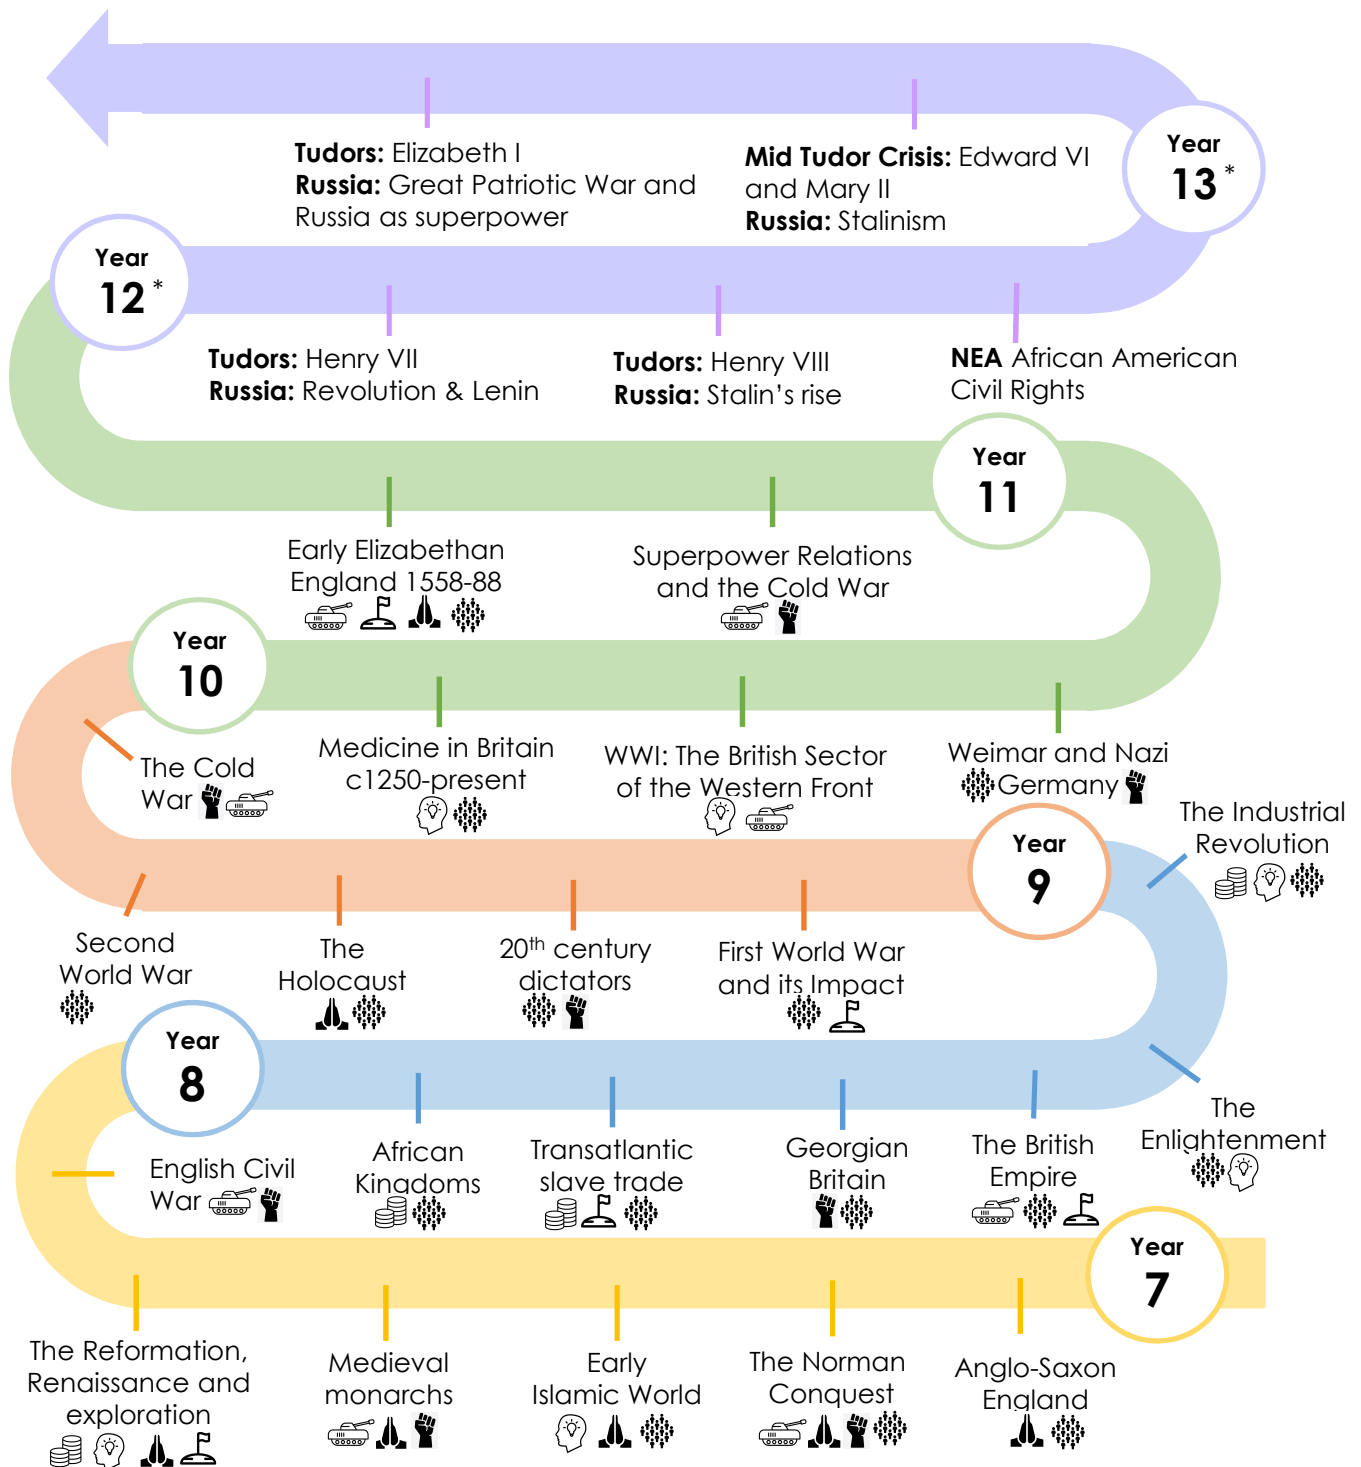 Tudors: Elizabeth I
Russia: Great Patriotic War and
Russia as superpower
Mid Tudor Crisis: Edward VI
and Mary II
Russia: Stalinism
Year
13*
Year
12*
Tudors: Henry VII
Russia: Revolution & Lenin
Tudors: Henry VIII
Russia: Stalin's rise
NEA African American
Civil Rights
Year
11
Early Elizabethan
England 1558-88
Superpower Relations
and the Cold War
Year
10
The Cold
War
Medicine in Britain
c1250-present
WWI: The British Sector
of the Western Front
Weimar and Nazi
Germany
The Industrial
Revolution
Year
9
Second
World War
The
Holocaust
20th century
dictators
First World War
and its Impact
Year
8
English Civil
War
African
Kingdoms
Transatlantic
slave trade
Georgian
Britain
The British
Empire
The
Enlightenment
Year
7
The Reformation,
Renaissance and
exploration
Medieval
monarchs
Early
Islamic World
The Norman
Conquest
Anglo-Saxon
England